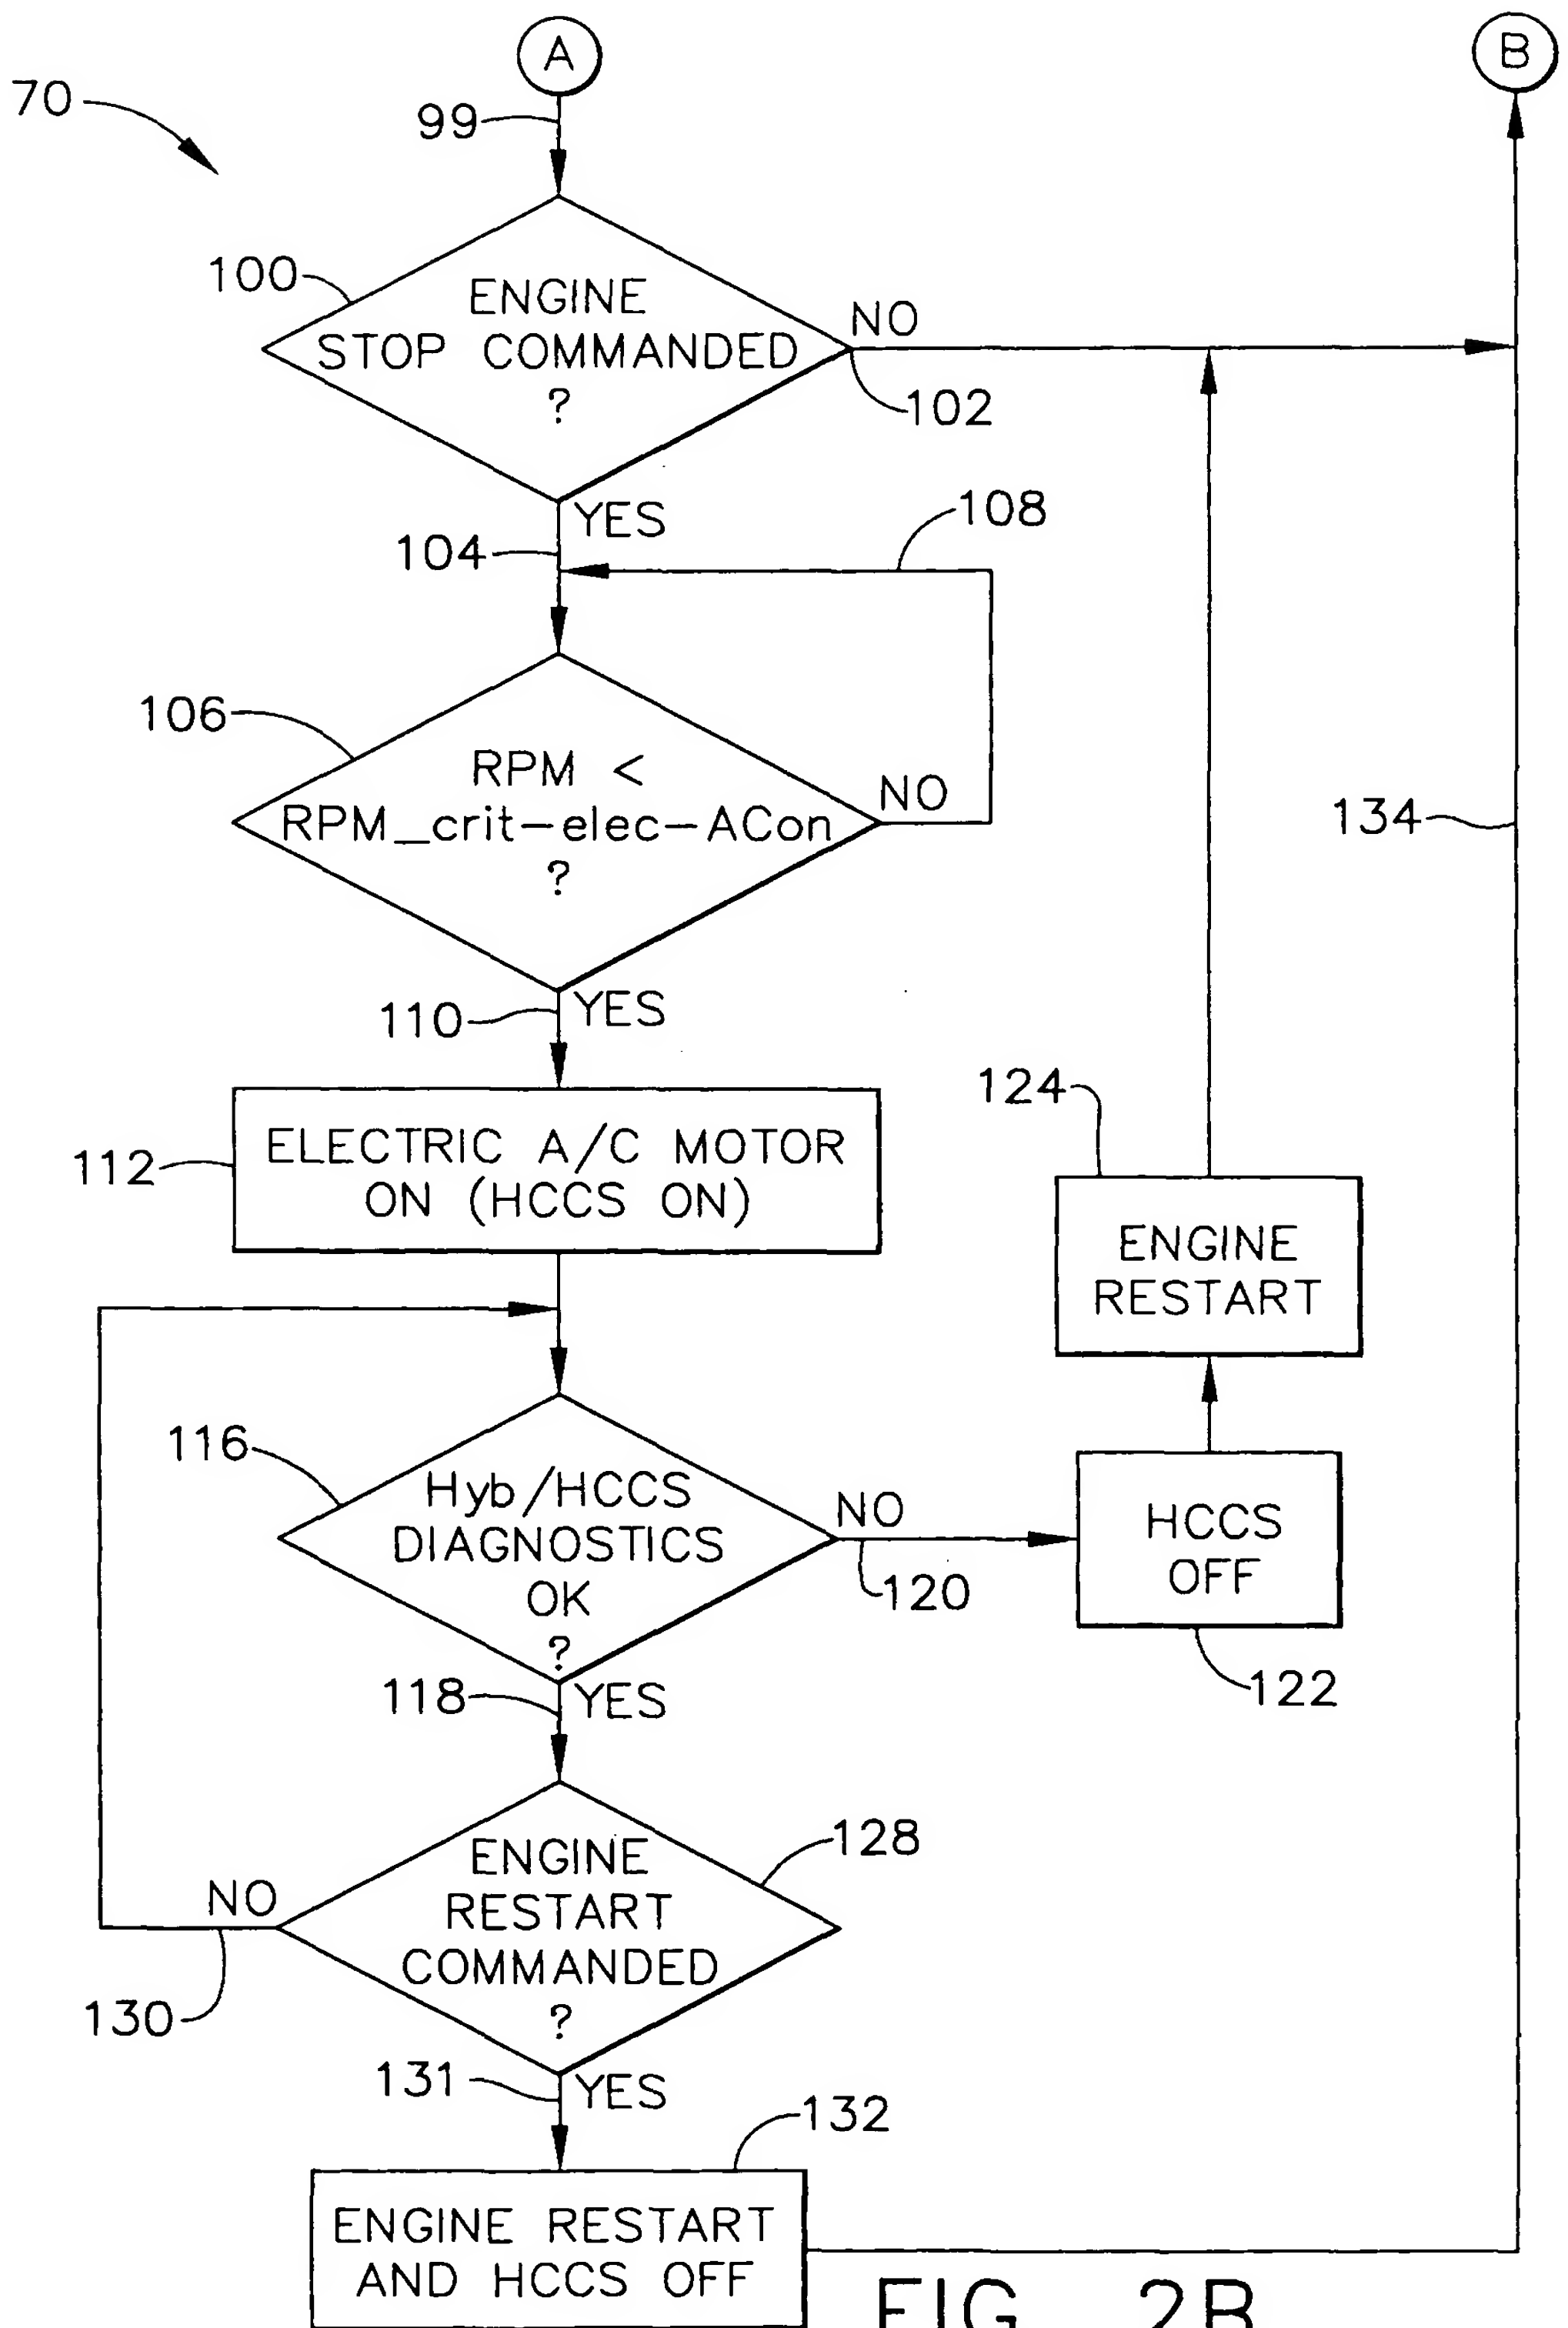 A
B
70
99
100
ENGINE
STOP COMMANDED
?
NO
102
YES
104
108
106
RPM <
RPM_crit-elec-ACon
?
NO
134
110
YES
124
112
ELECTRIC A/C MOTOR
ON (HCCS ON)
ENGINE
RESTART
116
Hyb/HCCS
DIAGNOSTICS
OK
?
NO
120
HCCS
OFF
122
118
YES
128
ENGINE
RESTART
COMMANDED
?
NO
130
131
YES
132
ENGINE RESTART
AND HCCS OFF
FIG. 2B